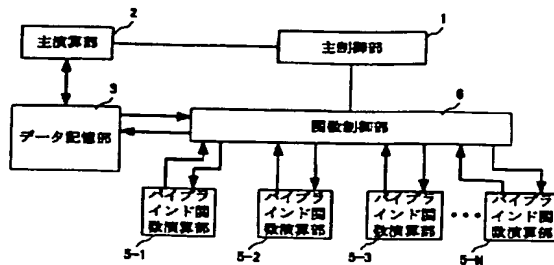 2
主演算部
1
主制御部
3
データ記憶部
6
関数制御部
パイプラ
インド関
数演算部
5-1
パイプラ
インド関
数演算部
5-2
パイプラ
インド関
数演算部
5-3
パイプラ
インド関
数演算部
5-N